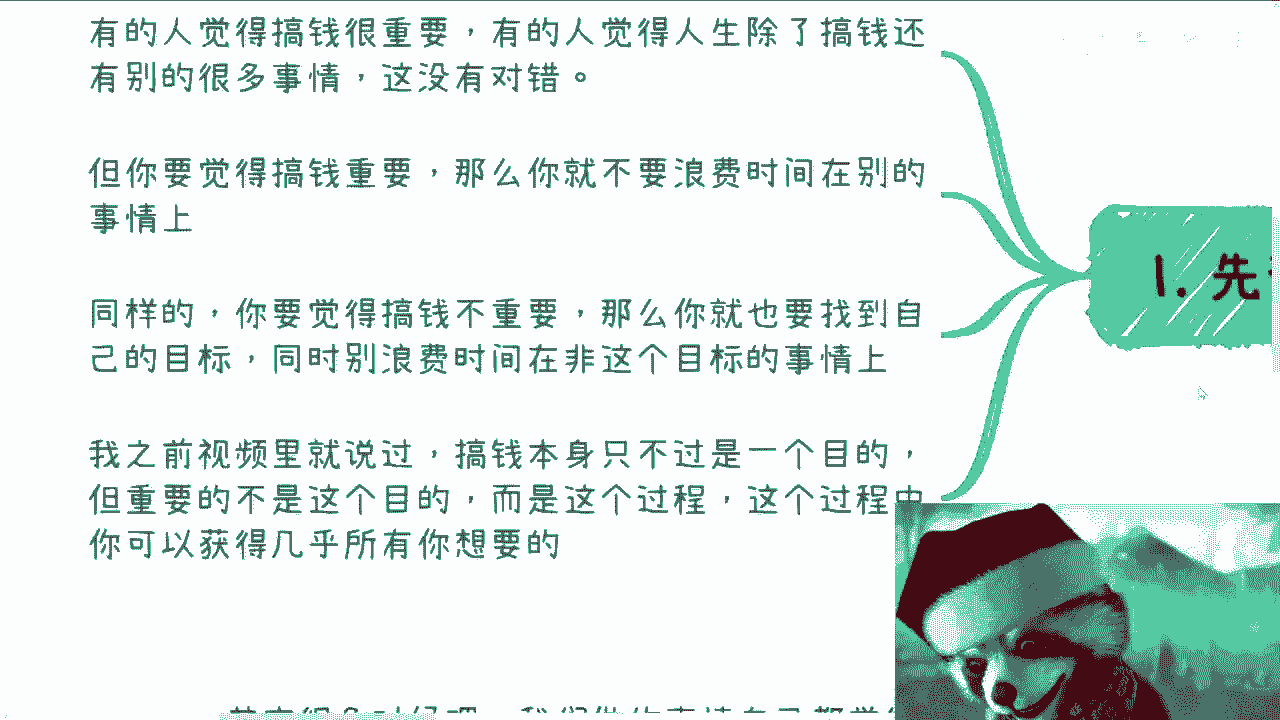 有的人觉得搞钱很重要，有的人觉得人生除了搞钱还
有别的很多事情，这没有对错。
但你要觉得搞钱重要，那么你就不要浪费时间在别的
事情上
同样的，你要觉得搞钱不重要，那么你就也要找到自
己的目标，同时别浪费时间在非这个目标的事情上
我之前视频里就说过，搞钱本身只不过是一个目的，
但重要的不是这个目的，而是这个过程，这个过程中
你可以获得几乎所有你想要的
1. 先